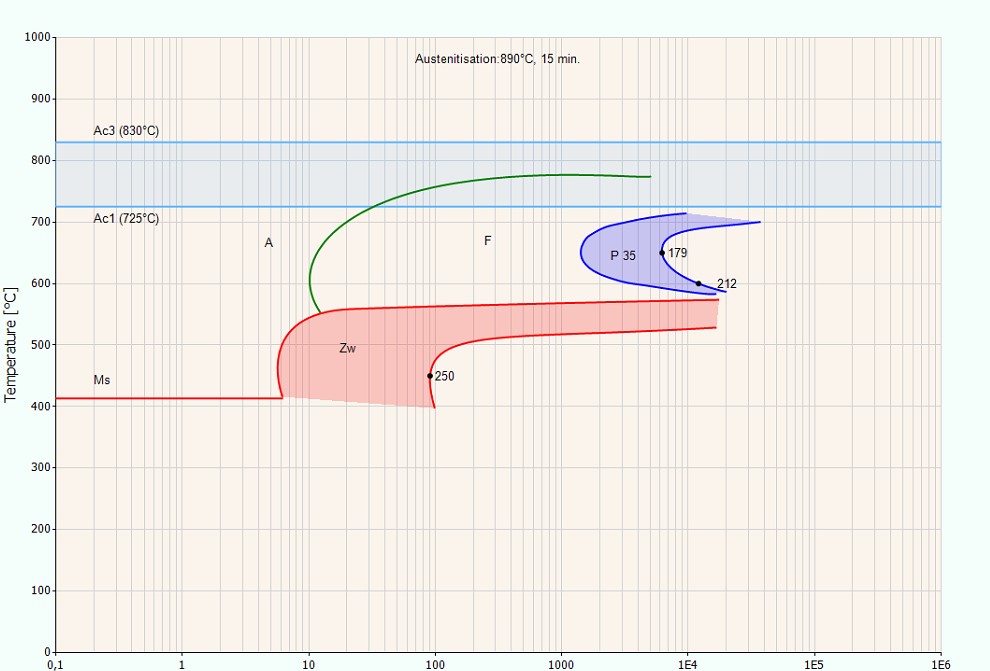 1000
Austenitisation:890°C, 15 min.
900
Ac3 (830°C)
800
700
Ac1 (725°C)
A
F
P 35
179
600
212
500
Zw
Ms
250
400
300
200
100
0
Temperature [°C]
0,1
1
10
100
1000
1E4
1E5
1E6